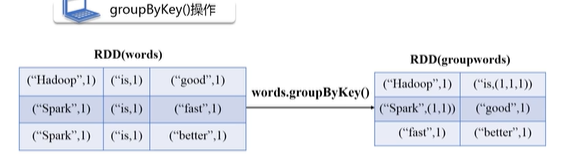 groupByKey()操作
RDD(words)
("Hadoop",1) ("is,1) ("good",1)
("Spark",1) ("is,1) ("fast",1)
("Spark",1) ("is,1) ("better",1)
words.groupByKey()
RDD(groupwords)
("Hadoop",1) ("is,(1,1,1))
("Spark",(1,1)) ("good",1)
("fast",1) ("better",1)